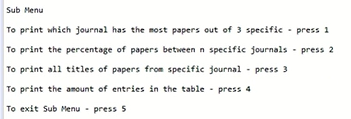 Sub Menu
To print which journal has the most papers out of 3 specific - press 1
To print the percentage of papers between n specific journals - press 2
To print all titles of papers from specific journal - press 3
To print the amount of entries in the table - press 4
To exit Sub Menu - press 5